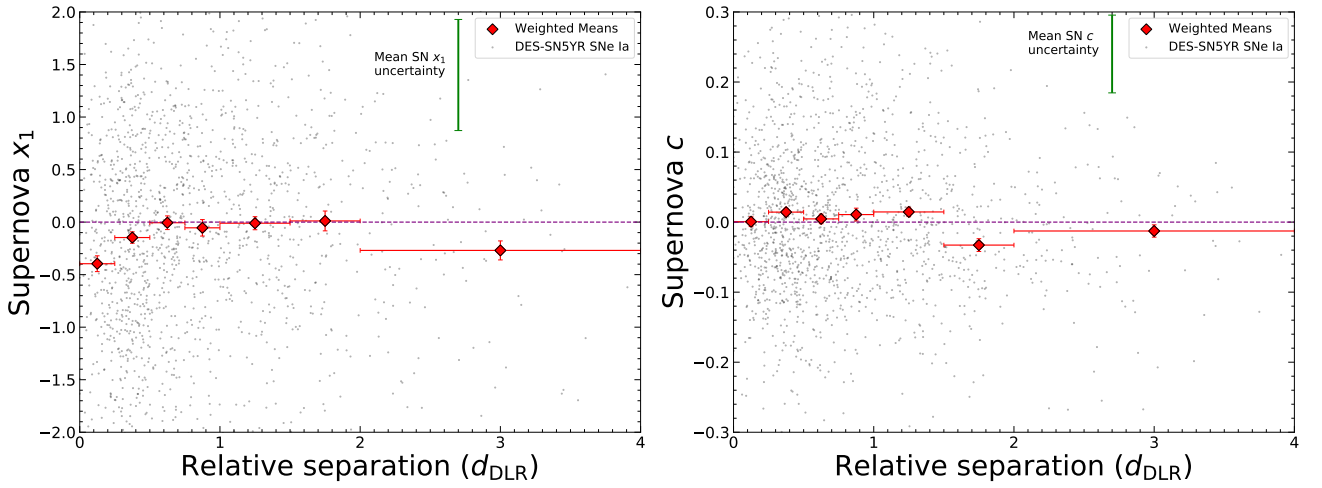 2.0
1.5
1.0
0.5
0.0
−0.5
−1.0
−1.5
−2.0
Supernova x₁
Mean SN x₁
uncertainty
Weighted Means
DES-SN5YR SNe Ia
0 1 2 3 4
Relative separation (d_DLR)
0.3
0.2
0.1
0.0
−0.1
−0.2
−0.3
Supernova c
Mean SN c
uncertainty
Weighted Means
DES-SN5YR SNe Ia
0 1 2 3 4
Relative separation (d_DLR)